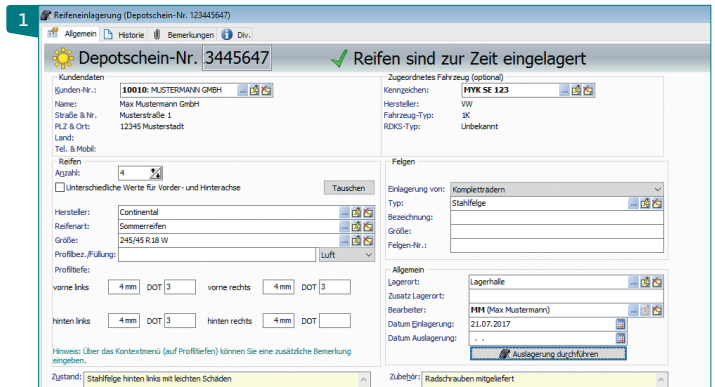 1
Reifeneinlagerung (Depotschein-Nr. 123445647)
Allgemein Historie Bemerkungen Div.
Depotschein-Nr. 3445647 Reifen sind zur Zeit eingelagert
Kundendaten
Kunden-Nr.: 10010: MUSTERMANN GMBH ...
Name: Max Mustermann GmbH
Straße & Nr. Musterstraße 1
PLZ & Ort: 12345 Musterstadt
Land:
Tel. & Mobil:
Zugeordnetes Fahrzeug (optional)
Kennzeichen: MYK SE 123 ...
Hersteller: VW
Fahrzeug-Typ: 1K
RDKS-Typ: Unbekannt
Reifen
Anzahl: 4
Unterschiedliche Werte für Vorder- und Hinterachse Tauschen
Hersteller: Continental ...
Reifenart: Sommerreifen ...
Größe: 245/45 R18 W ...
Profilbez./Füllung: Luft
Profiltiefe:
vorne links 4 mm DOT 3 vorne rechts 4 mm DOT 3
hinten links 4 mm DOT 3 hinten rechts 4 mm DOT
Hinweis: Über das Kontextmenü (auf Profiltiefen) können Sie eine zusätzliche Bemerkung
eingeben.
Felgen
Einlagerung von: Kompletträdern
Typ: Stahlfelge ...
Bezeichnung:
Größe:
Felgen-Nr.:
Allgemein
Lagerort: Lagerhalle ...
Zusatz Lagerort:
Bearbeiter: MM (Max Mustermann) ...
Datum Einlagerung: 21.07.2017
Datum Auslagerung: . .
Auslagerung durchführen
Zustand: Stahlfelge hinten links mit leichten Schäden
Zubehör: Radschrauben mitgeliefert